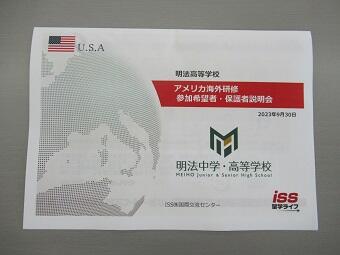 U.S.A
明法高等学校
アメリカ海外研修
参加希望者・保護者説明会
2023年9月30日
明法中学・高等学校
MEIHO Junior & Senior High School
iss
留学ライフ
ISS国際交流センター